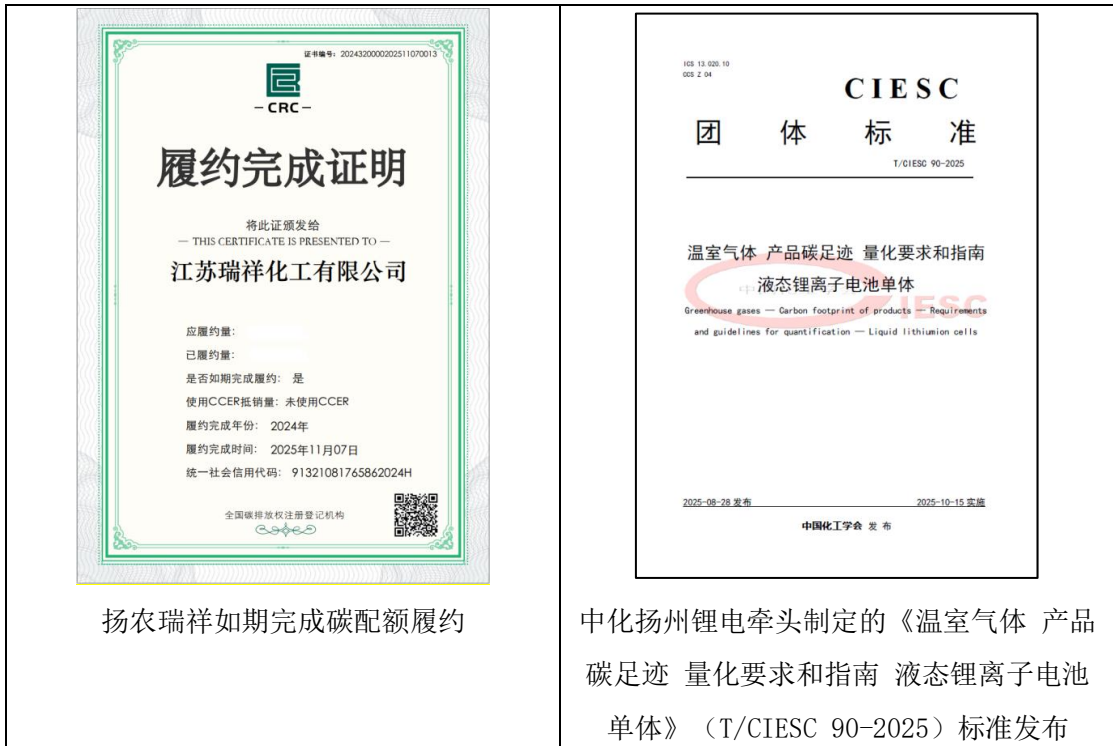 证书编号：2024320000202511070013
CRC
履约完成证明
将此证颁发给
— THIS CERTIFICATE IS PRESENTED TO —
江苏瑞祥化工有限公司
应履约量：
已履约量：
是否如期完成履约： 是
使用CCER抵销量：未使用CCER
履约完成年份： 2024年
履约完成时间： 2025年11月07日
统一社会信用代码： 91321081765862024H
全国碳排放权注册登记机构
扬农瑞祥如期完成碳配额履约
ICS 13.020.10
CCS Z 04
CIESC
团 体 标 准
T/CIESC 90-2025
温室气体 产品碳足迹 量化要求和指南
液态锂离子电池单体
Greenhouse gases — Carbon footprint of products — Requirements
and guidelines for quantification — Liquid lithiumion cells
2025-08-28 发布
2025-10-15 实施
中国化工学会 发 布
中化扬州锂电牵头制定的《温室气体 产品
碳足迹 量化要求和指南 液态锂离子电池
单体》（T/CIESC 90-2025）标准发布